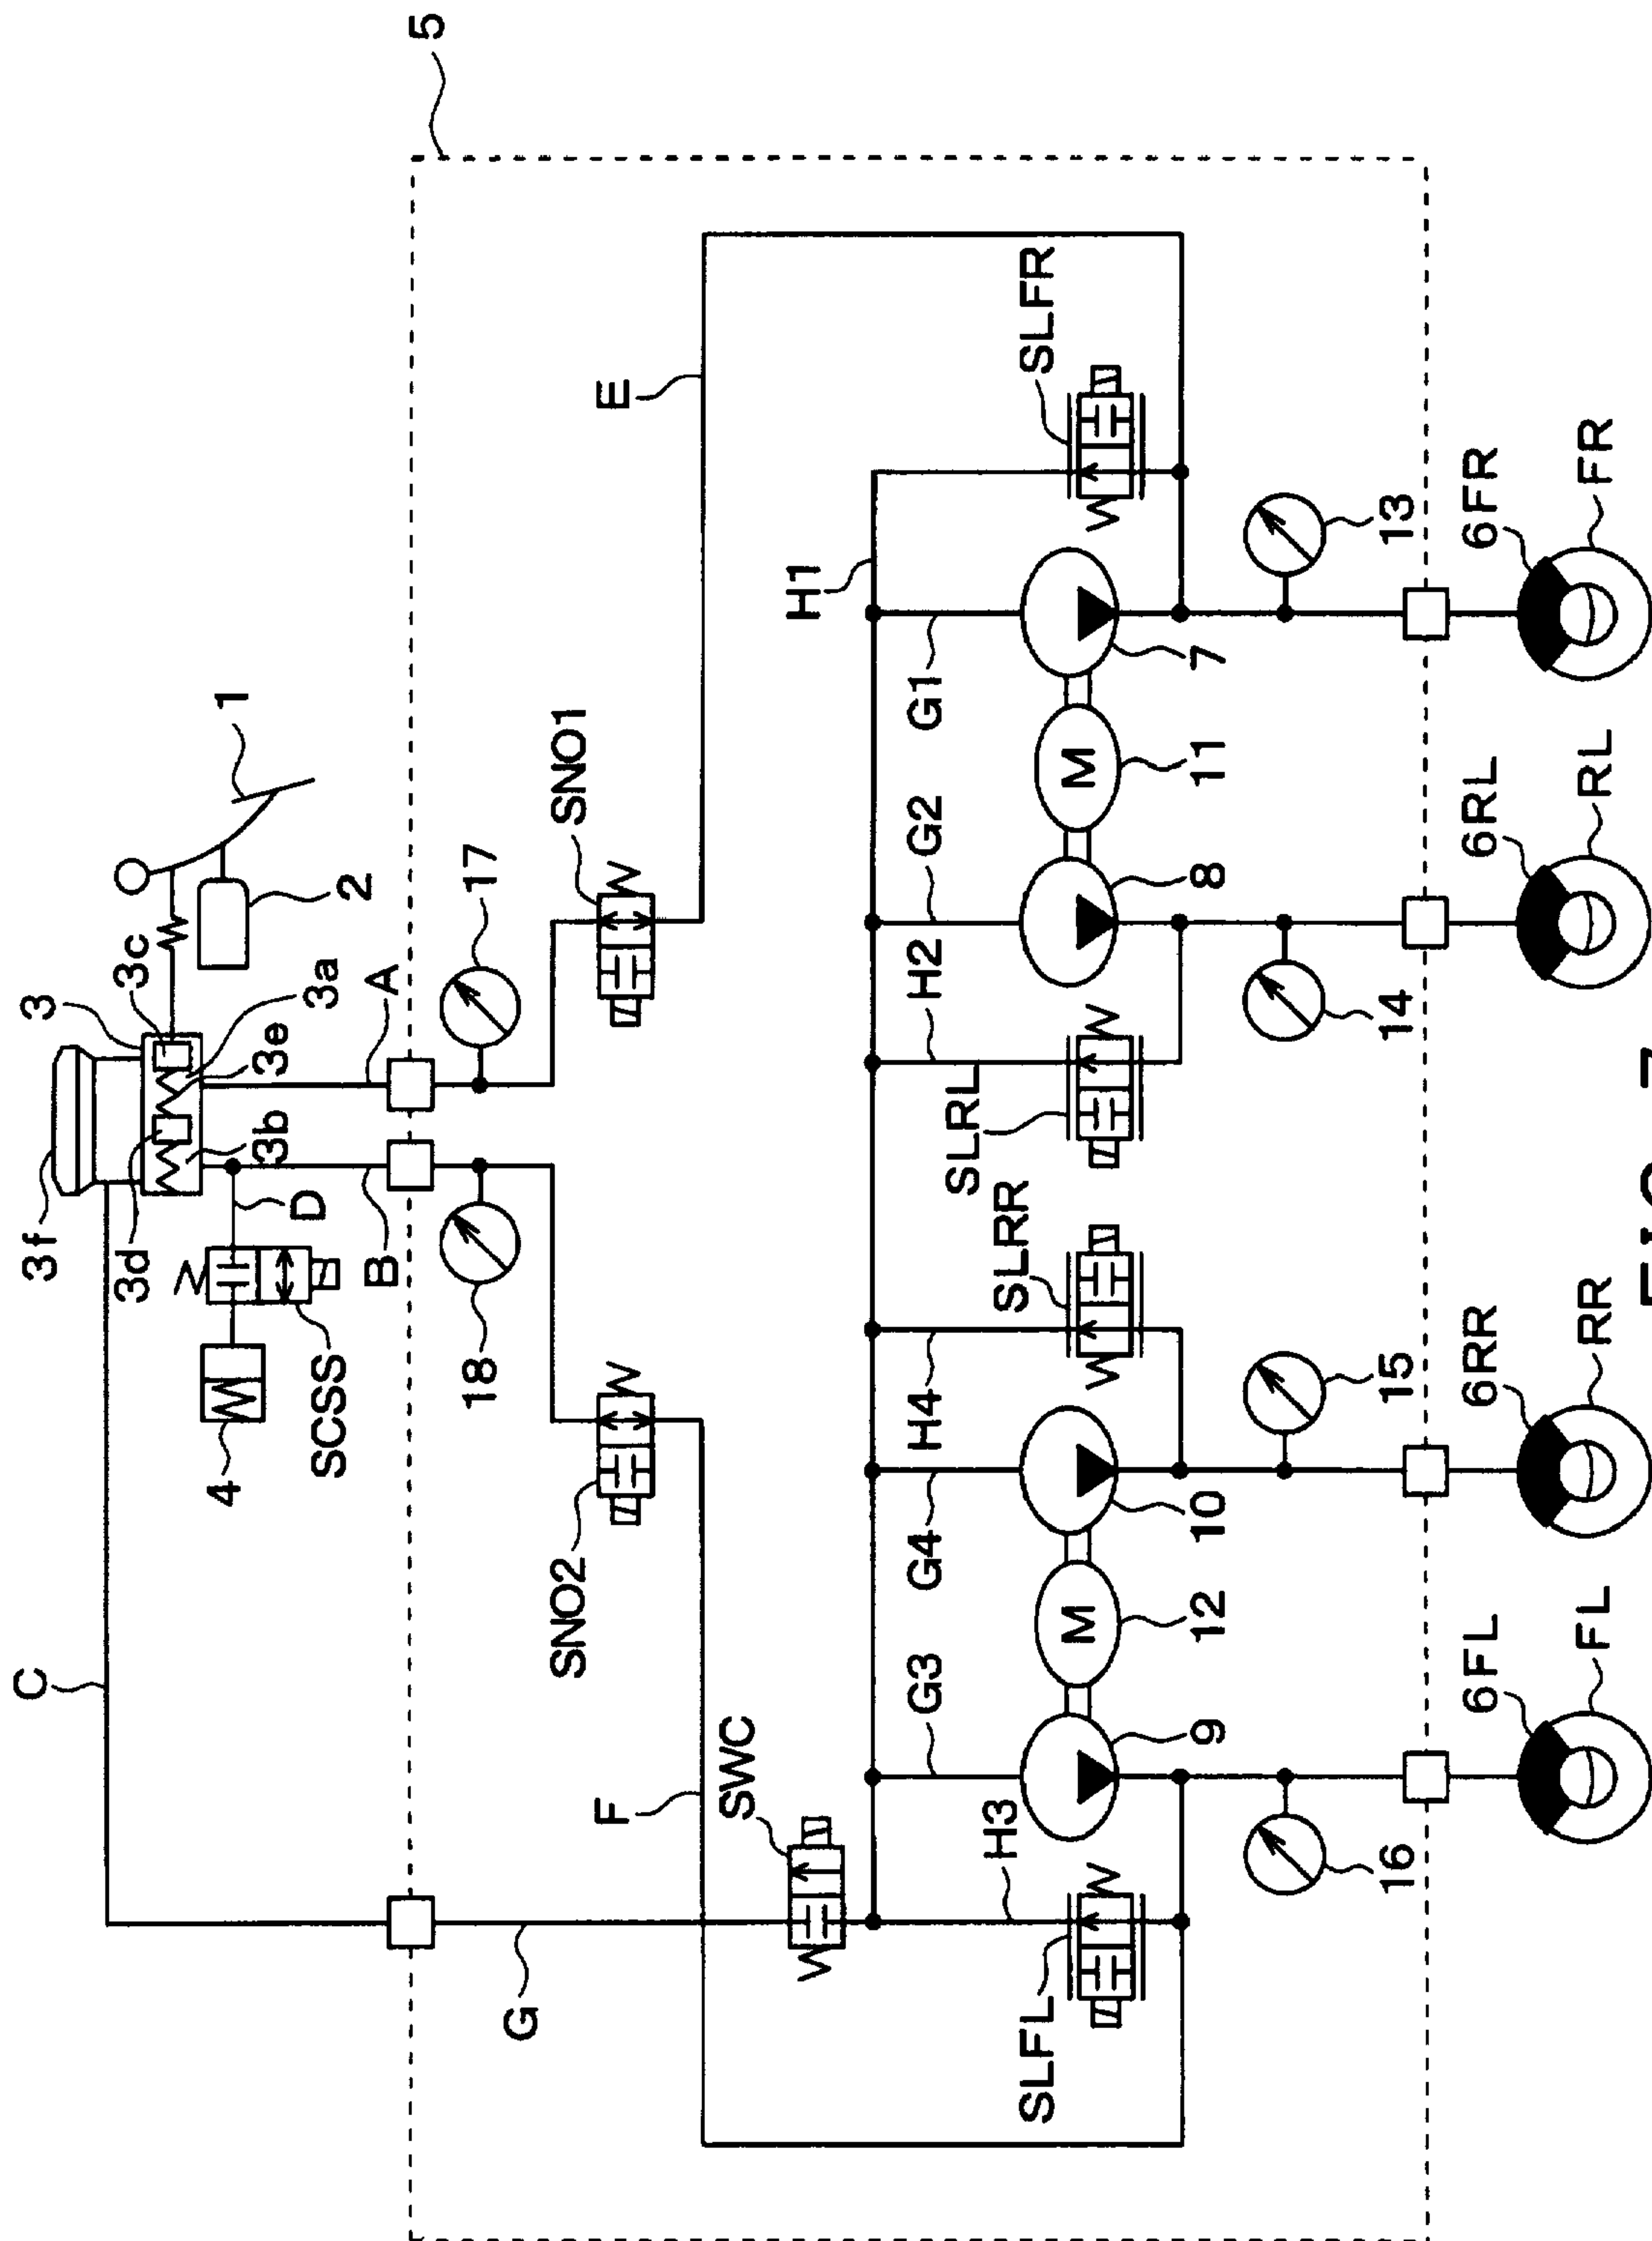 5
3f
3
3c
3a
3e
3d
3b
1
2
A
B
C
D
4
SCSS
17
18
SNO1
SNO2
E
F
G
SWC
SLFR
SLRL
SLRR
SLFL
H1
G1
G2
H2
H4
G4
G3
H3
7
M
11
8
10
M
12
9
13
14
15
16
6FR
FR
6RL
RL
6RR
RR
6FL
FL